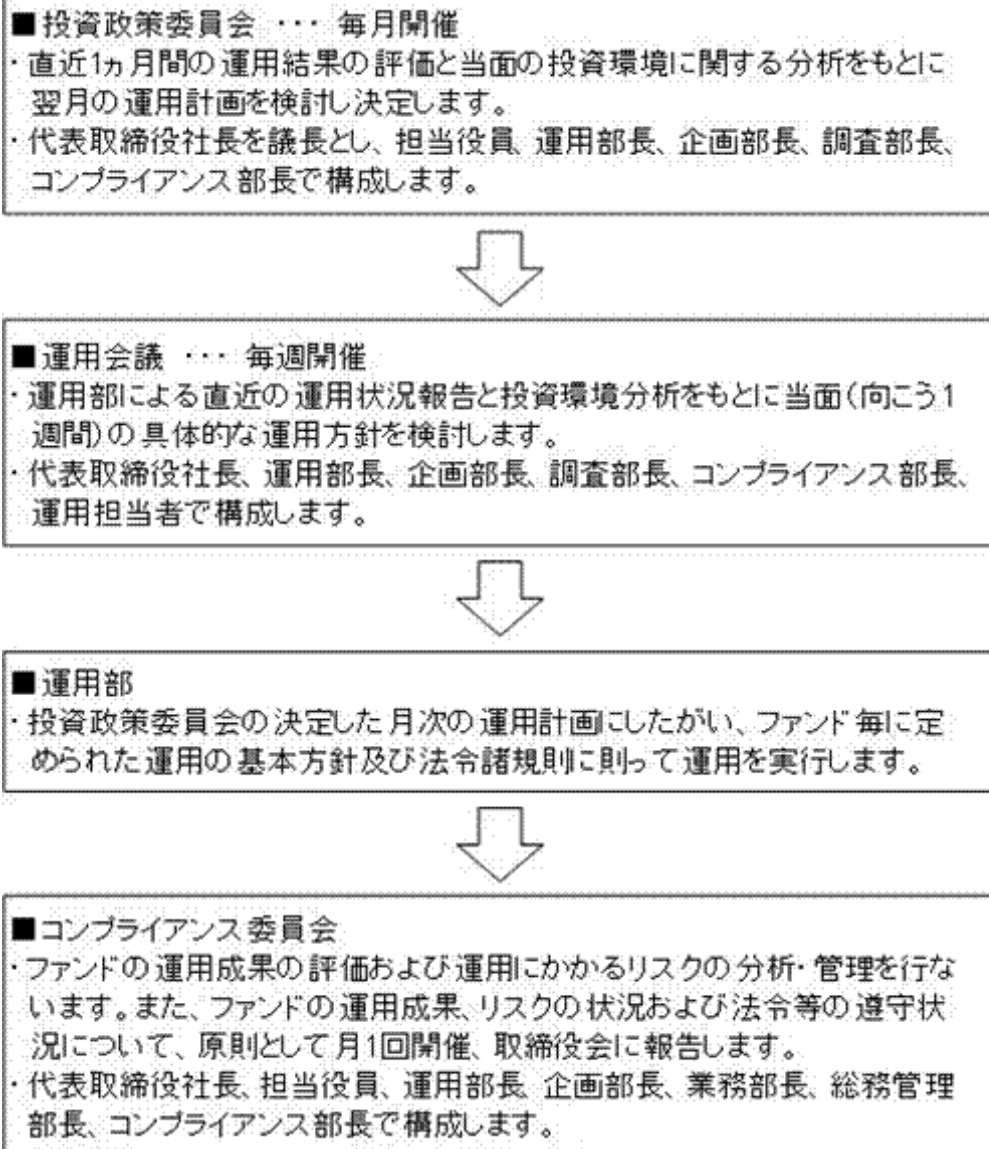 ■投資政策委員会 ・・・ 毎月開催
・直近1ヵ月間の運用結果の評価と当面の投資環境に関する分析をもとに
翌月の運用計画を検討し決定します。
・代表取締役社長を議長とし、担当役員、運用部長、企画部長、調査部長、
コンプライアンス部長で構成します。
■運用会議 ・・・ 毎週開催
・運用部による直近の運用状況報告と投資環境分析をもとに当面(向こう1
週間)の具体的な運用方針を検討します。
・代表取締役社長、運用部長、企画部長、調査部長、コンプライアンス部長、
運用担当者で構成します。
■運用部
・投資政策委員会の決定した月次の運用計画にしたがい、ファンド毎に定
められた運用の基本方針及び法令諸規則に則って運用を実行します。
■コンプライアンス委員会
・ファンドの運用成果の評価および運用にかかるリスクの分析・管理を行な
います。また、ファンドの運用成果、リスクの状況および法令等の遵守状
況について、原則として月1回開催、取締役会に報告します。
・代表取締役社長、担当役員、運用部長、企画部長、業務部長、総務管理
部長、コンプライアンス部長で構成します。